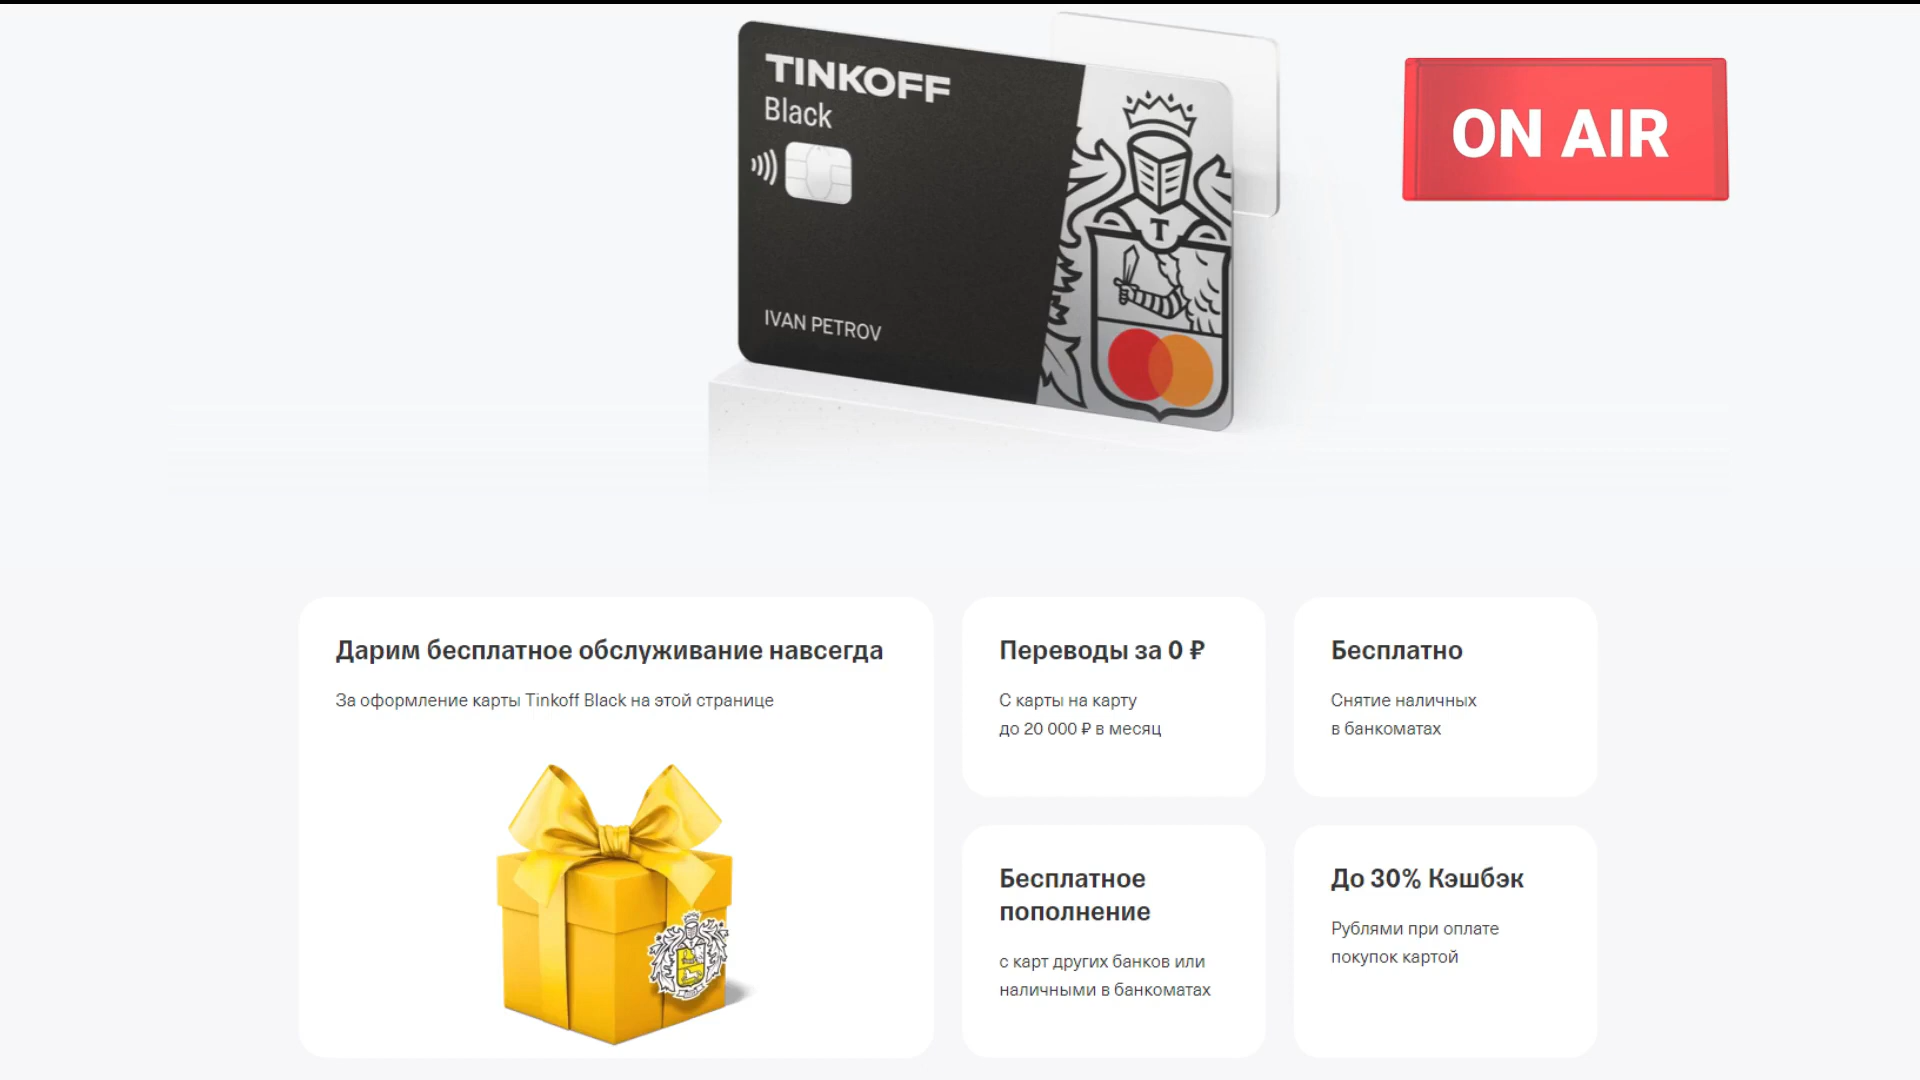 TINKOFF
Black
IVAN PETROV
T
ON AIR
Дарим бесплатное обслуживание навсегда
За оформление карты Tinkoff Black на этой странице
Переводы за 0 ₽
С карты на карту
до 20 000 ₽ в месяц
Бесплатно
Снятие наличных
в банкоматах
Бесплатное
пополнение
с карт других банков или
наличными в банкоматах
До 30% Кэшбэк
Рублями при оплате
покупок картой